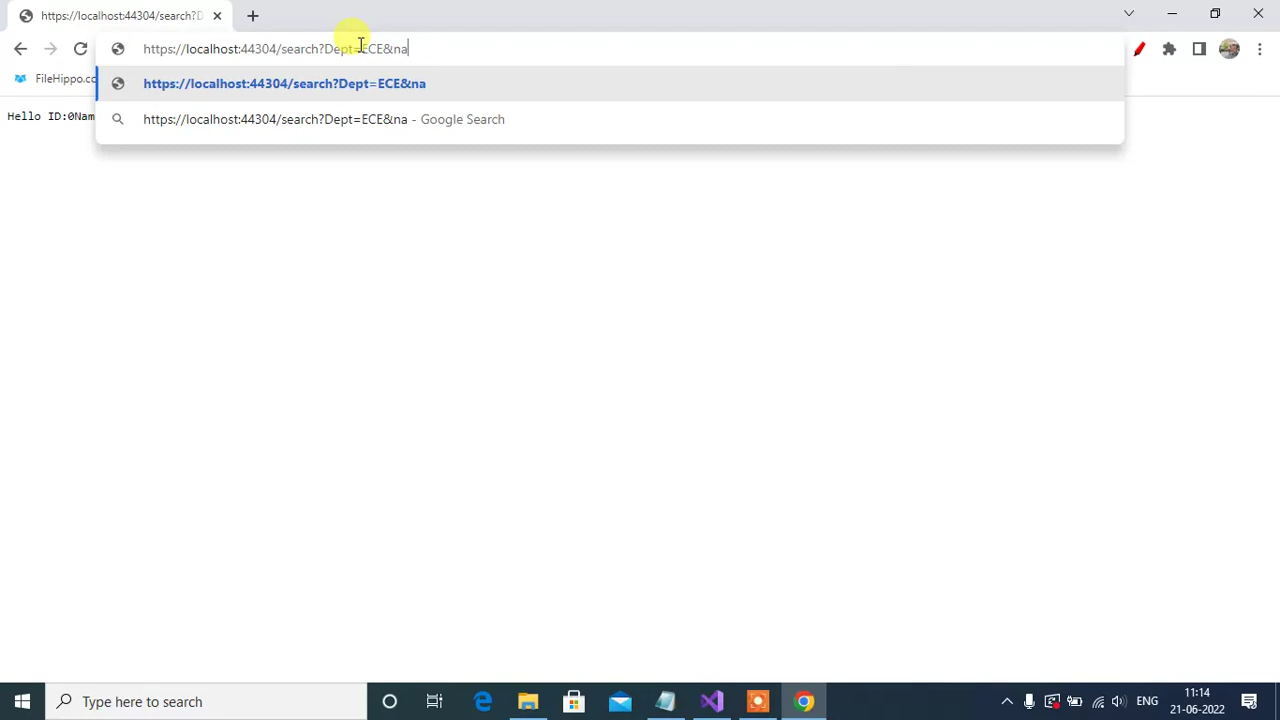 https://localhost:44304/search?D
https://localhost:44304/search?Dept=ECE&na
FileHippo.co
https://localhost:44304/search?Dept=ECE&na
https://localhost:44304/search?Dept=ECE&na - Google Search
Hello ID:0Nam
Type here to search
ENG
11:14
21-06-2022